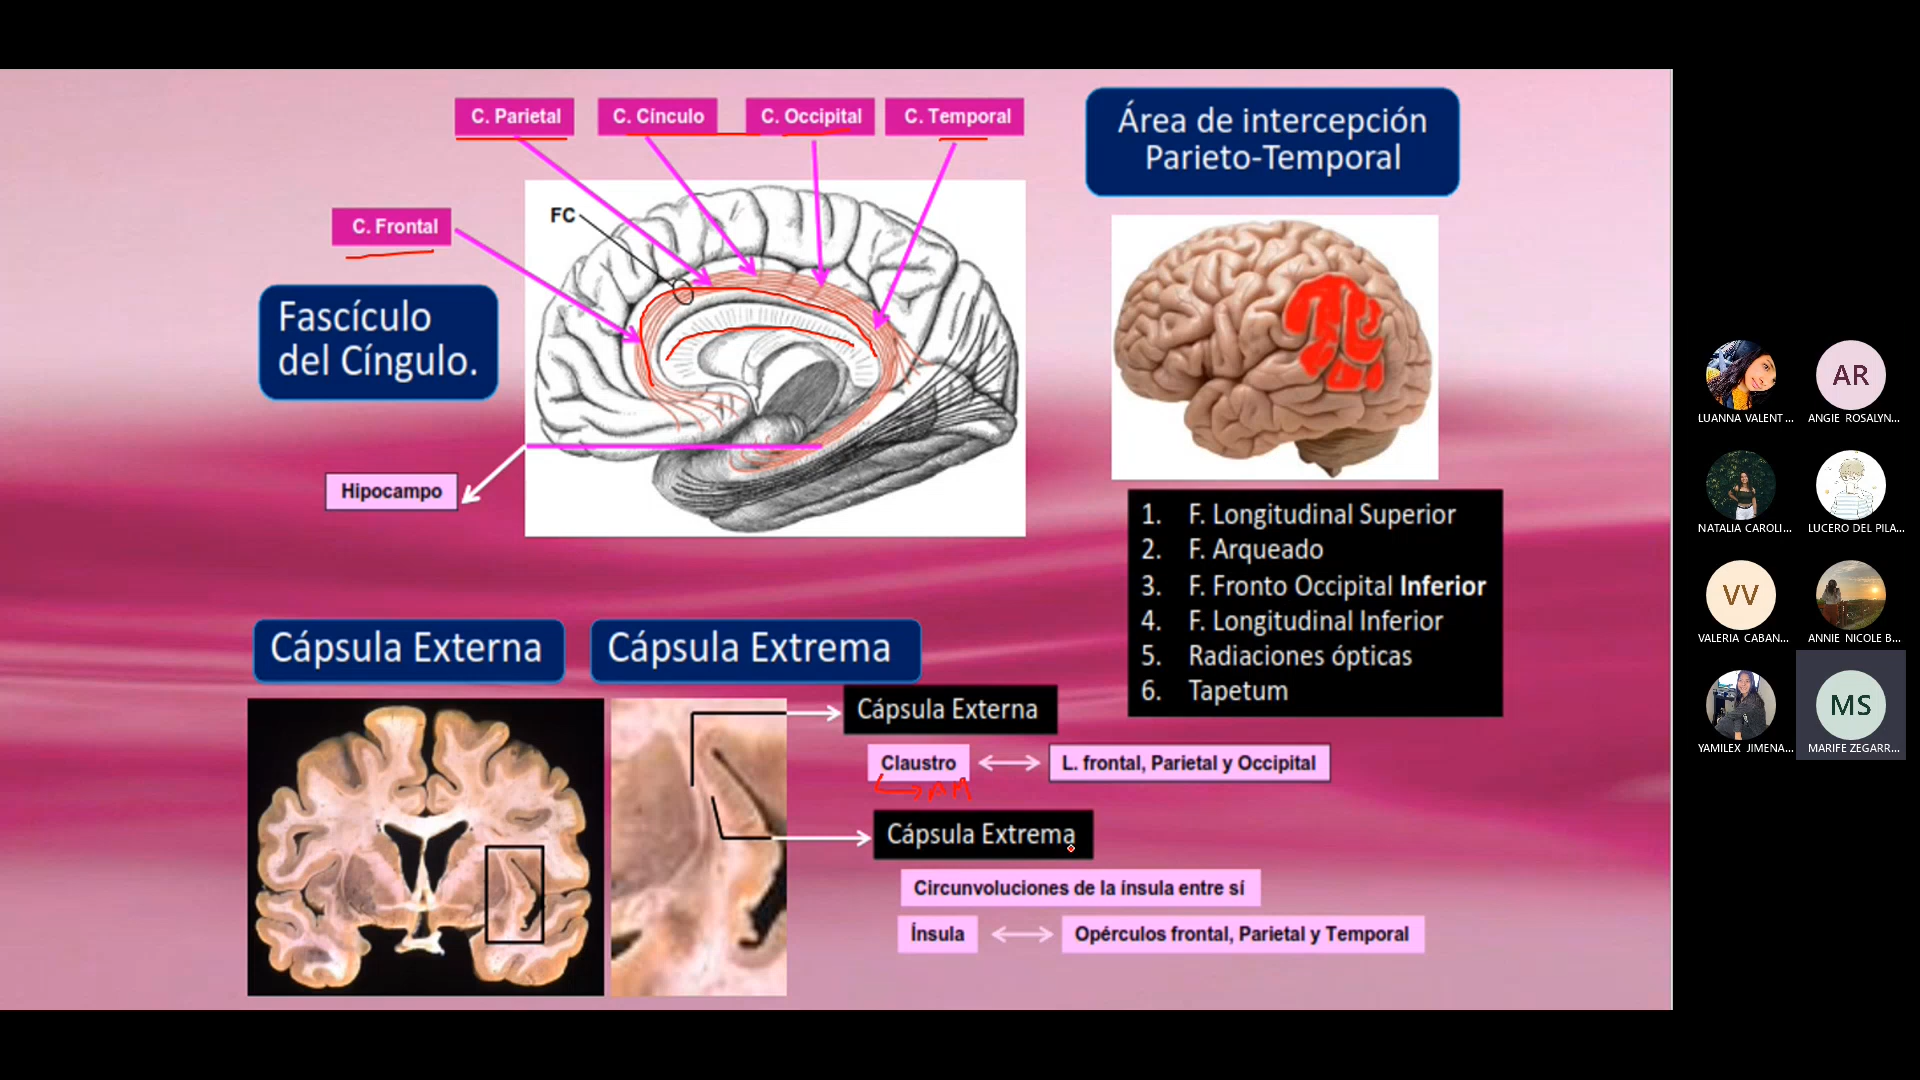 C. Parietal
C. Cínculo
C. Occipital
C. Temporal
C. Frontal
FC
Fascículo
del Cíngulo.
Hipocampo
Área de intercepción
Parieto-Temporal
1. F. Longitudinal Superior
2. F. Arqueado
3. F. Fronto Occipital Inferior
4. F. Longitudinal Inferior
5. Radiaciones ópticas
6. Tapetum
Cápsula Externa
Cápsula Extrema
Cápsula Externa
Claustro
L. frontal, Parietal y Occipital
AM
Cápsula Extrema
Circunvoluciones de la ínsula entre sí
Ínsula
Opérculos frontal, Parietal y Temporal
LUANNA VALENT...
AR
ANGIE ROSALYN...
NATALIA CAROLI...
LUCERO DEL PILA...
VV
VALERIA CABAN...
ANNIE NICOLE B...
YAMILEX JIMENA...
MS
MARIFE ZEGARR...